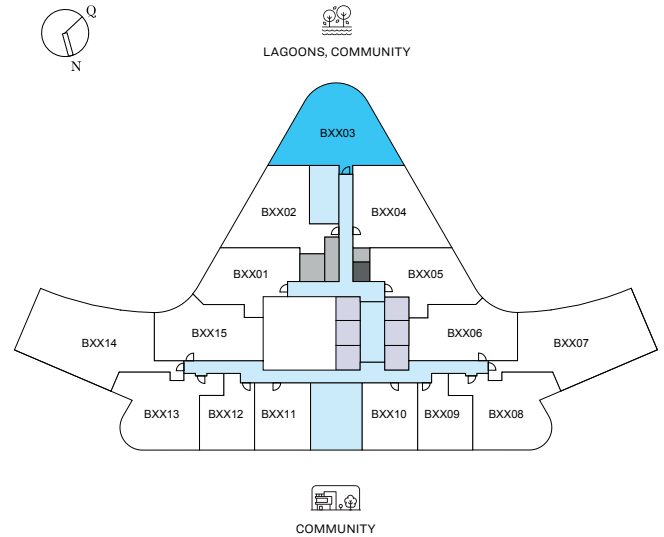 Q
N
LAGOONS, COMMUNITY
BXX03
BXX02 BXX04
BXX01 BXX05
BXX15 BXX06
BXX14 BXX07
BXX13 BXX12 BXX11 BXX10 BXX09 BXX08
COMMUNITY